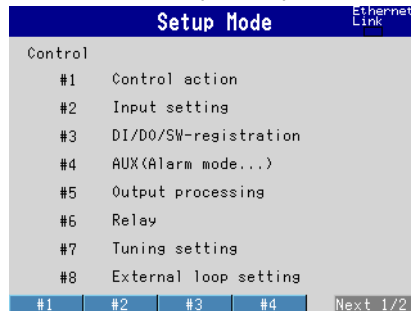 Setup Mode
Ethernet
Link
Control
#1 Control action
#2 Input setting
#3 DI/DO/SW-registration
#4 AUX(Alarm mode...)
#5 Output processing
#6 Relay
#7 Tuning setting
#8 External loop setting
#1 #2 #3 #4 Next 1/2